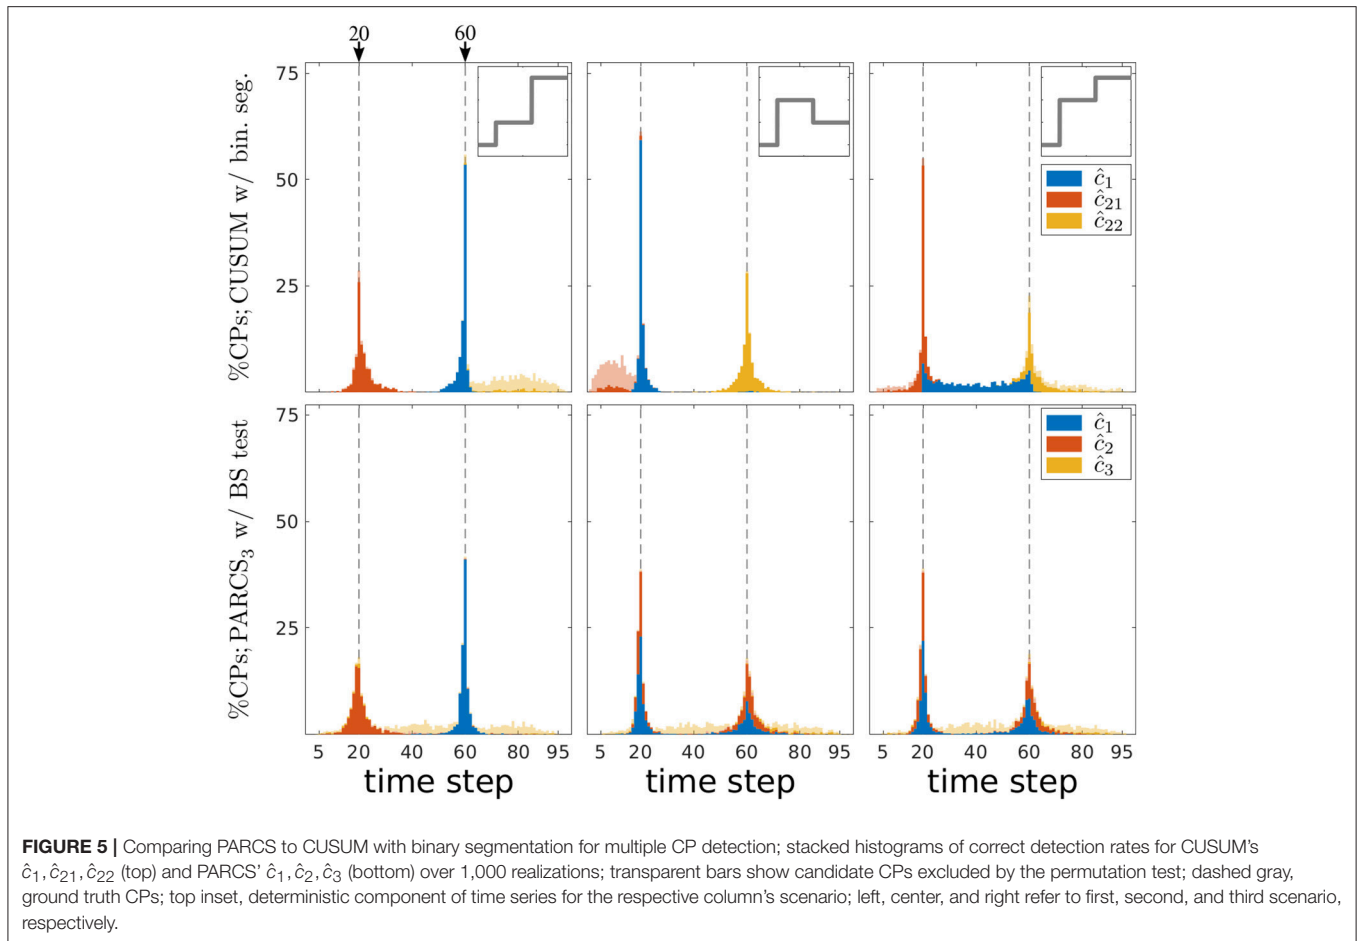 20 60
%CPs; CUSUM w/ bin. seg.
75
50
25
ĉ₁
ĉ₂₁
ĉ₂₂
%CPs; PARCS₃ w/ BS test
75
50
25
ĉ₁
ĉ₂
ĉ₃
5 20 40 60 80 95 5 20 40 60 80 95 5 20 40 60 80 95
time step time step time step
FIGURE 5 | Comparing PARCS to CUSUM with binary segmentation for multiple CP detection; stacked histograms of correct detection rates for CUSUM's
ĉ₁, ĉ₂₁, ĉ₂₂ (top) and PARCS' ĉ₁, ĉ₂, ĉ₃ (bottom) over 1,000 realizations; transparent bars show candidate CPs excluded by the permutation test; dashed gray,
ground truth CPs; top inset, deterministic component of time series for the respective column's scenario; left, center, and right refer to first, second, and third scenario,
respectively.